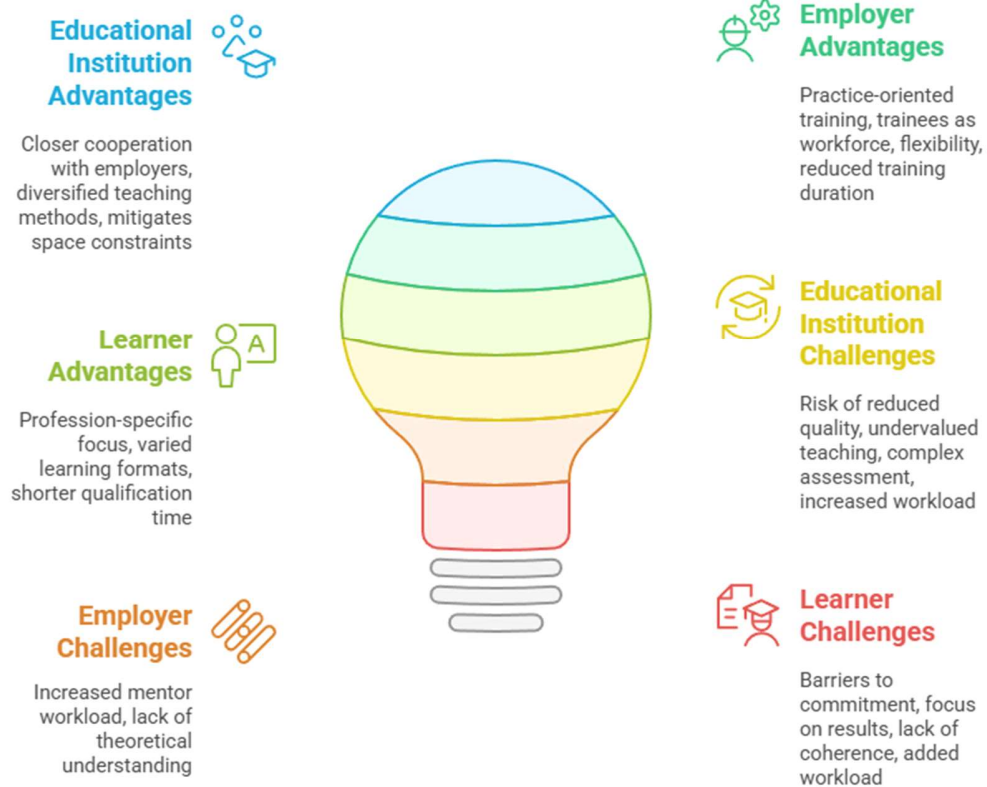 Educational
Institution
Advantages
Closer cooperation
with employers,
diversified teaching
methods, mitigates
space constraints
Employer
Advantages
Practice-oriented
training, trainees as
workforce, flexibility,
reduced training
duration
Learner
Advantages
A
Profession-specific
focus, varied
learning formats,
shorter qualification
time
Educational
Institution
Challenges
Risk of reduced
quality, undervalued
teaching, complex
assessment,
increased workload
Employer
Challenges
Increased mentor
workload, lack of
theoretical
understanding
Learner
Challenges
Barriers to
commitment, focus
on results, lack of
coherence, added
workload